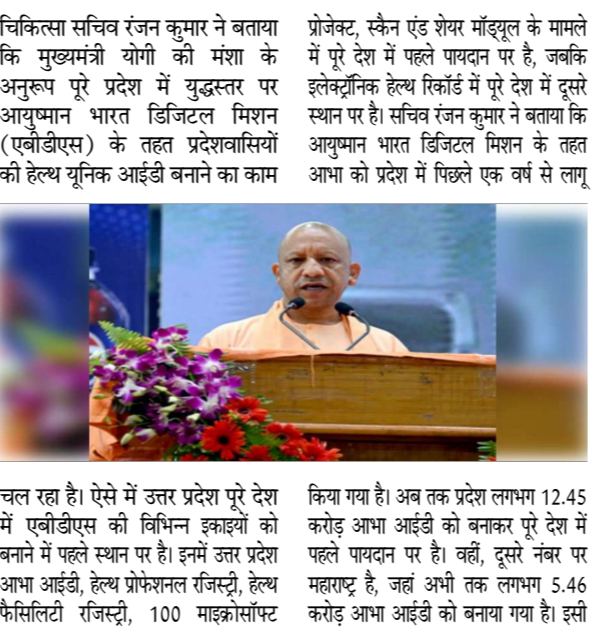 चिकित्सा सचिव रंजन कुमार ने बताया
कि मुख्यमंत्री योगी की मंशा के
अनुरूप पूरे प्रदेश में युद्धस्तर पर
आयुष्मान भारत डिजिटल मिशन
(एबीडीएस) के तहत प्रदेशवासियों
की हेल्थ यूनिक आईडी बनाने का काम
चल रहा है। ऐसे में उत्तर प्रदेश पूरे देश
में एबीडीएस की विभिन्न इकाइयों को
बनाने में पहले स्थान पर है। इनमें उत्तर प्रदेश
आभा आईडी, हेल्थ प्रोफेशनल रजिस्ट्री, हेल्थ
फैसिलिटी रजिस्ट्री, 100 माइक्रोसॉफ्ट
प्रोजेक्ट, स्कैन एंड शेयर मॉड्यूल के मामले
में पूरे देश में पहले पायदान पर है, जबकि
इलेक्ट्रॉनिक हेल्थ रिकॉर्ड में पूरे देश में दूसरे
स्थान पर है। सचिव रंजन कुमार ने बताया कि
आयुष्मान भारत डिजिटल मिशन के तहत
आभा को प्रदेश में पिछले एक वर्ष से लागू
किया गया है। अब तक प्रदेश लगभग 12.45
करोड़ आभा आईडी को बनाकर पूरे देश में
पहले पायदान पर है। वहीं, दूसरे नंबर पर
महाराष्ट्र है, जहां अभी तक लगभग 5.46
करोड़ आभा आईडी को बनाया गया है। इसी